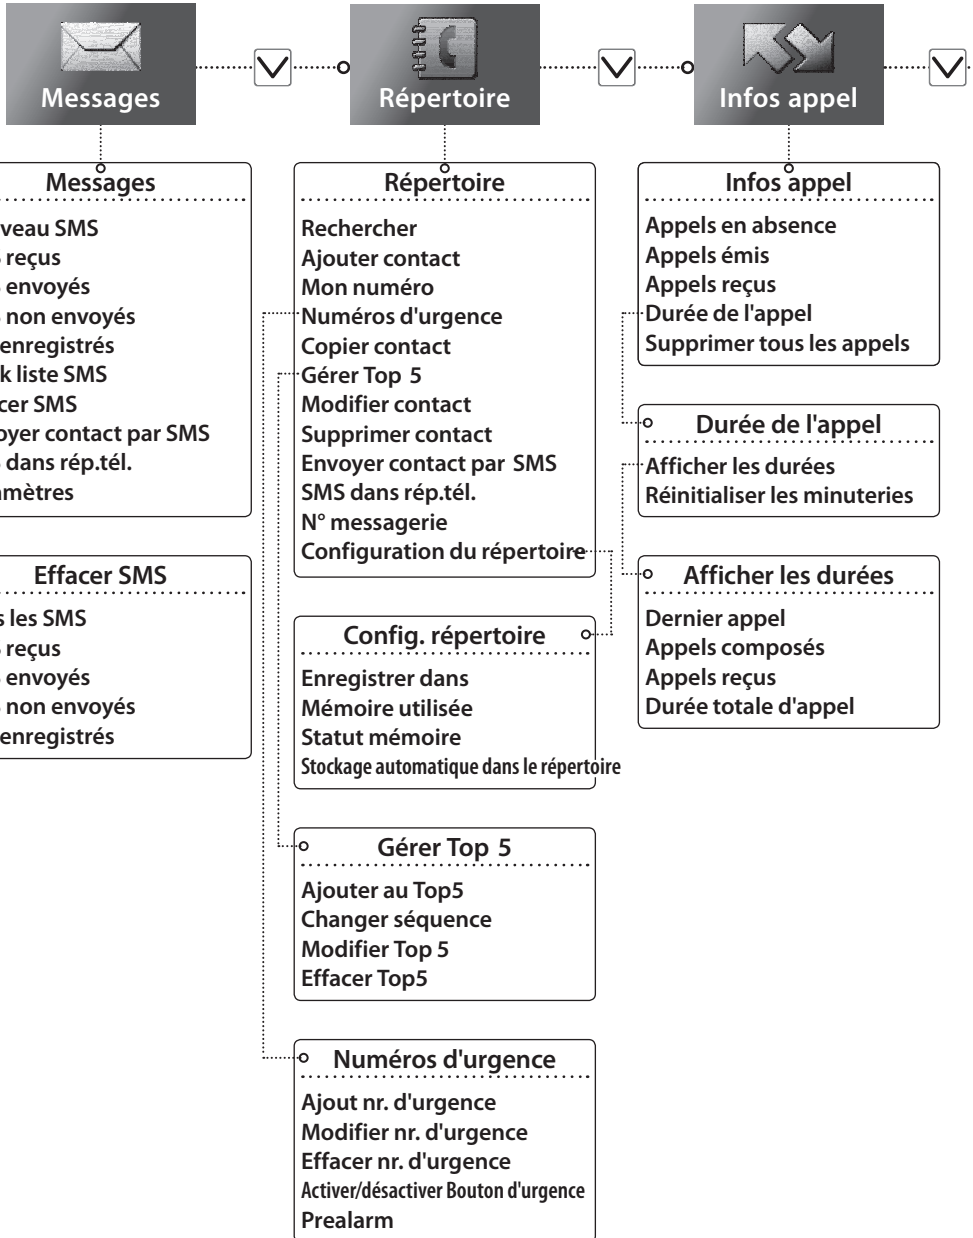 Messages
Répertoire
Infos appel
Messages
veau SMS
reçus
envoyés
non envoyés
enregistrés
k liste SMS
cer SMS
oyer contact par SMS
dans rép.tél.
mètres
Effacer SMS
s les SMS
reçus
envoyés
non envoyés
enregistrés
Répertoire
Rechercher
Ajouter contact
Mon numéro
Numéros d'urgence
Copier contact
Gérer Top 5
Modifier contact
Supprimer contact
Envoyer contact par SMS
SMS dans rép.tél.
N° messagerie
Configuration du répertoire
Config. répertoire
Enregistrer dans
Mémoire utilisée
Statut mémoire
Stockage automatique dans le répertoire
Gérer Top 5
Ajouter au Top5
Changer séquence
Modifier Top 5
Effacer Top5
Numéros d'urgence
Ajout nr. d'urgence
Modifier nr. d'urgence
Effacer nr. d'urgence
Activer/désactiver Bouton d'urgence
Prealarm
Infos appel
Appels en absence
Appels émis
Appels reçus
Durée de l'appel
Supprimer tous les appels
Durée de l'appel
Afficher les durées
Réinitialiser les minuteries
Afficher les durées
Dernier appel
Appels composés
Appels reçus
Durée totale d'appel